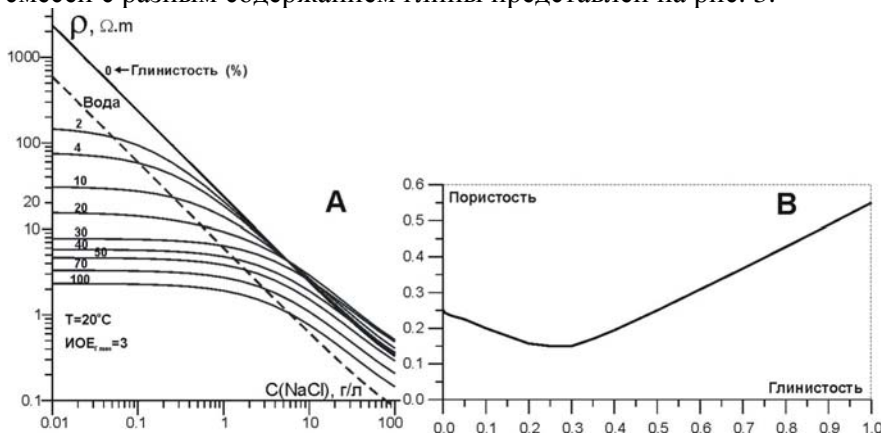 смесей с разным содержанием глины представлен на рис. 3.
ρ, Ω.m
1000
100
20
10
1
0.1
0 ← Глинистость (%)
Вода
2
4
10
20
30
40
50
70
100
A
T=20°C
C(NaCl), г/л
0.01 0.1 1 10 100
0.6
0.5
0.4
0.3
0.2
0.1
0.0
Пористость
B
Глинистость
0.0 0.1 0.2 0.3 0.4 0.5 0.6 0.7 0.8 0.9 1.0